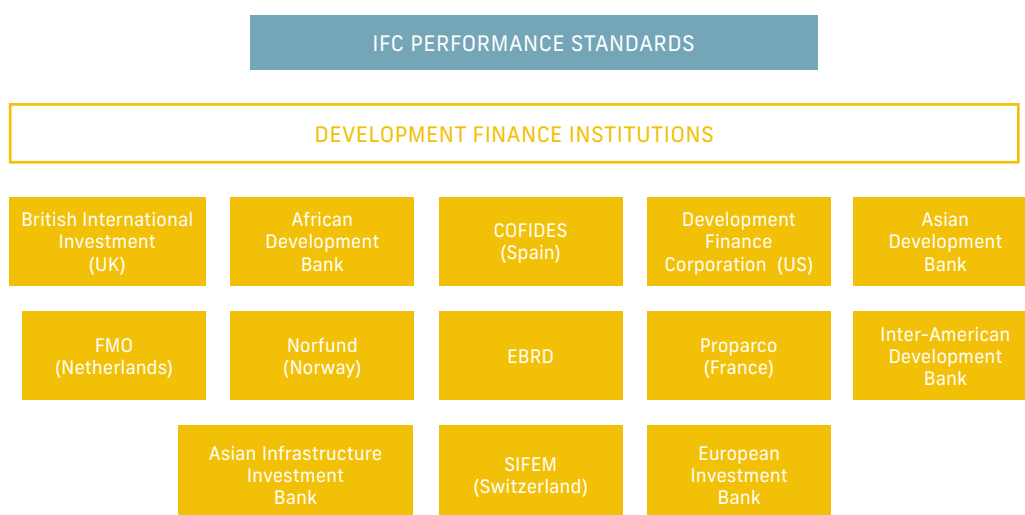 IFC PERFORMANCE STANDARDS
DEVELOPMENT FINANCE INSTITUTIONS
British International
Investment
(UK)
African
Development
Bank
COFIDES
(Spain)
Development
Finance
Corporation (US)
Asian
Development
Bank
FMO
(Netherlands)
Norfund
(Norway)
EBRD
Proparco
(France)
Inter-American
Development
Bank
Asian Infrastructure
Investment
Bank
SIFEM
(Switzerland)
European
Investment
Bank